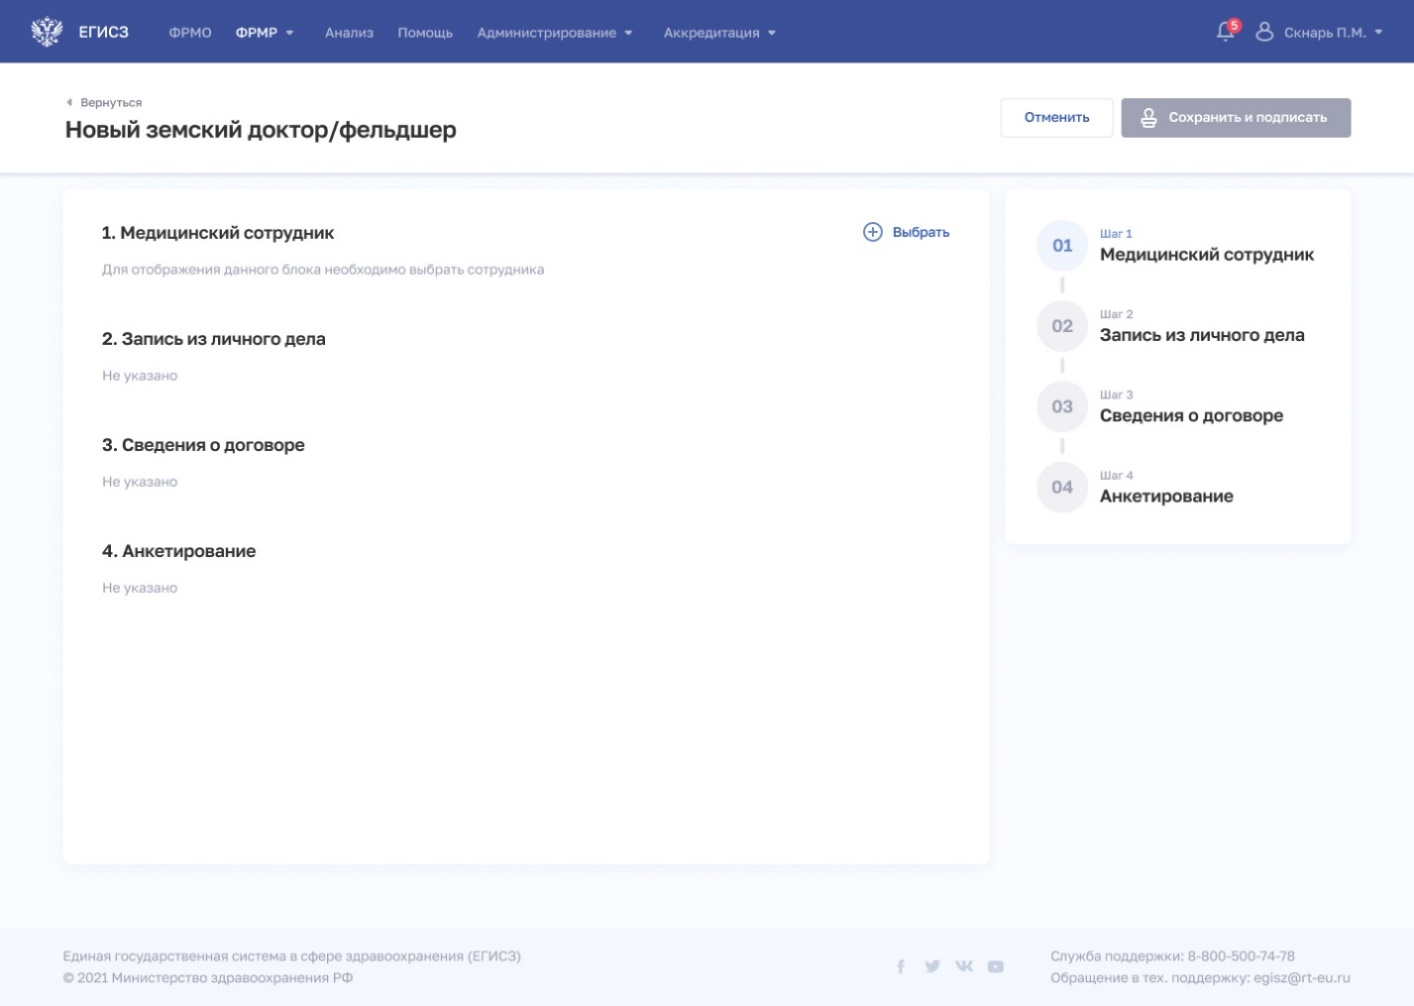 ЕГИСЗ ФРМО ФРМР Анализ Помощь Администрирование Аккредитация 5 Скнарь П.М.
Вернуться
Новый земский доктор/фельдшер
Отменить Сохранить и подписать
1. Медицинский сотрудник Выбрать
Для отображения данного блока необходимо выбрать сотрудника
2. Запись из личного дела
Не указано
3. Сведения о договоре
Не указано
4. Анкетирование
Не указано
01 Шаг 1
Медицинский сотрудник
02 Шаг 2
Запись из личного дела
03 Шаг 3
Сведения о договоре
04 Шаг 4
Анкетирование
Единая государственная система в сфере здравоохранения (ЕГИСЗ)
© 2021 Министерство здравоохранения РФ
Служба поддержки: 8-800-500-74-78
Обращение в тех. поддержку: egisz@rt-eu.ru